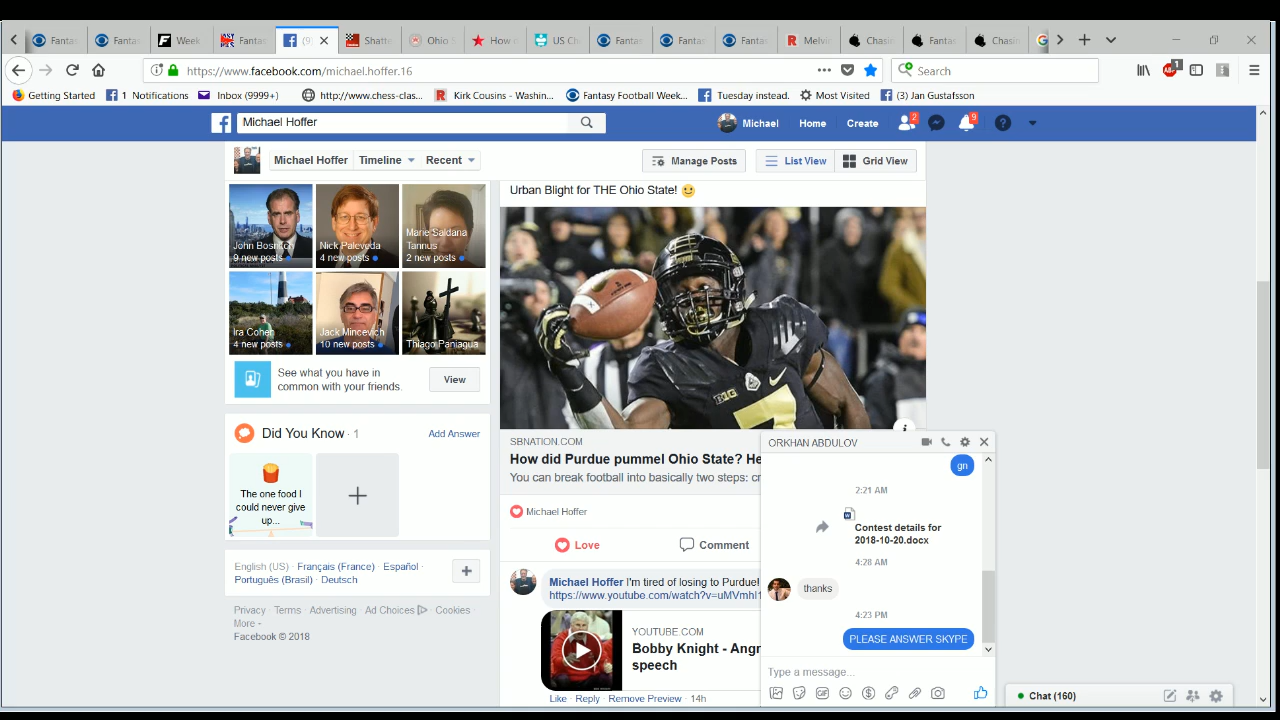 Fantas
Fantas
Week
Fantas
(9)
Shatte
Ohio S
How d
US Ch
Fantas
Fantas
Fantas
Melvin
Chasin
Fantas
Chasin
https://www.facebook.com/michael.hoffer.16
Search
1
Getting Started
1 Notifications
Inbox (9999+)
http://www.chess-clas...
Kirk Cousins - Washin...
Fantasy Football Week...
Tuesday instead.
Most Visited
(3) Jan Gustafsson
Michael Hoffer
Michael
Home
Create
2
9
Michael Hoffer
Timeline
Recent
Manage Posts
List View
Grid View
John Bosnitch
9 new posts
Nick Paleveda
4 new posts
Marie Saldana
Tannus
2 new posts
Ira Cohen
4 new posts
Jack Mincevich
10 new posts
Thiago Paniagua
See what you have in
common with your friends.
View
Did You Know · 1
Add Answer
The one food I
could never give
up...
English (US) · Français (France) · Español ·
Português (Brasil) · Deutsch
Privacy · Terms · Advertising · Ad Choices · Cookies ·
More
Facebook © 2018
Urban Blight for THE Ohio State! 😉
BIG
7
SBNATION.COM
How did Purdue pummel Ohio State? He
You can break football into basically two steps: cr
Michael Hoffer
Love
Comment
Michael Hoffer I'm tired of losing to Purdue!
https://www.youtube.com/watch?v=uMVmhI1
YOUTUBE.COM
Bobby Knight - Angr
speech
Like · Reply · Remove Preview · 14h
ORKHAN ABDULOV
gn
2:21 AM
Contest details for
2018-10-20.docx
4:28 AM
thanks
4:23 PM
PLEASE ANSWER SKYPE
Type a message...
GIF
Chat (160)